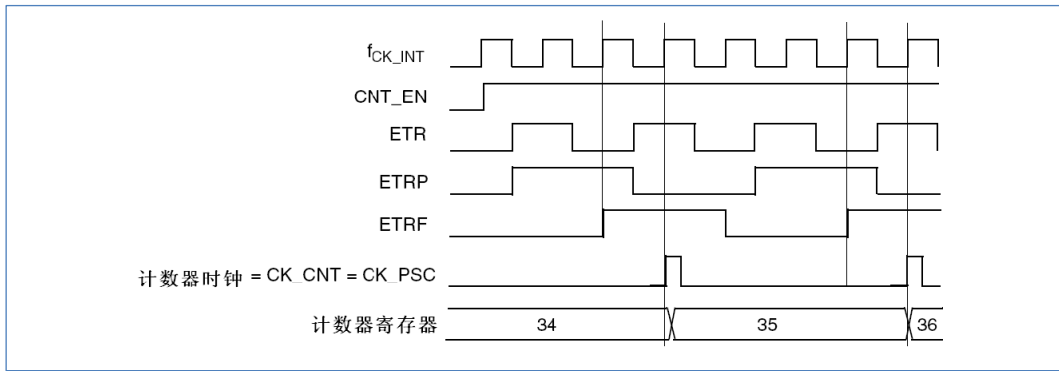 fCK_INT
CNT_EN
ETR
ETRP
ETRF
计数器时钟 = CK_CNT = CK_PSC
计数器寄存器 34 35 36